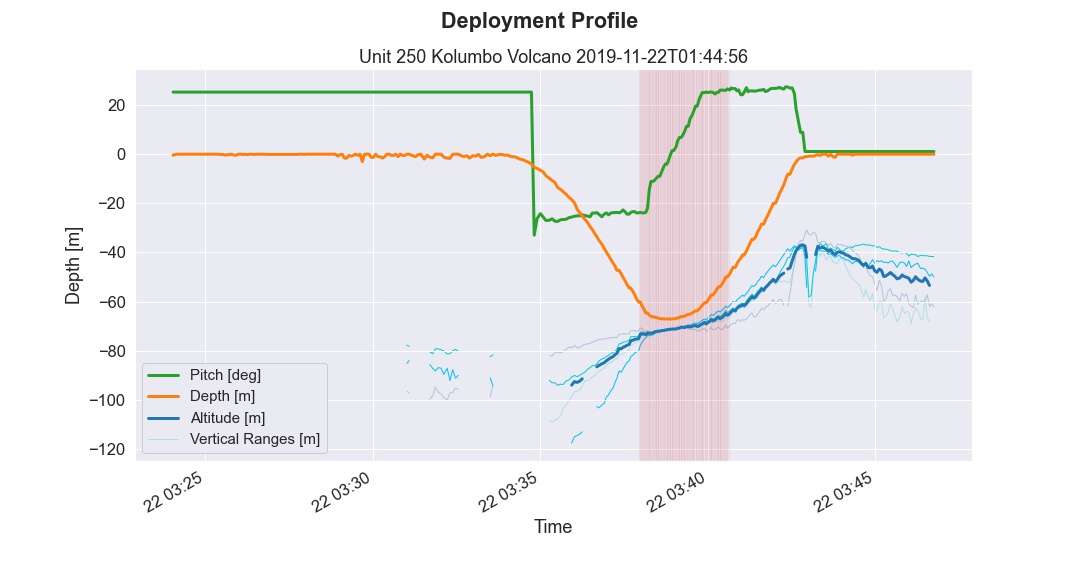 Deployment Profile
Unit 250 Kolumbo Volcano 2019-11-22T01:44:56
Depth [m]
20
0
−20
−40
−60
−80
−100
−120
Pitch [deg]
Depth [m]
Altitude [m]
Vertical Ranges [m]
22 03:25
22 03:30
22 03:35
22 03:40
22 03:45
Time